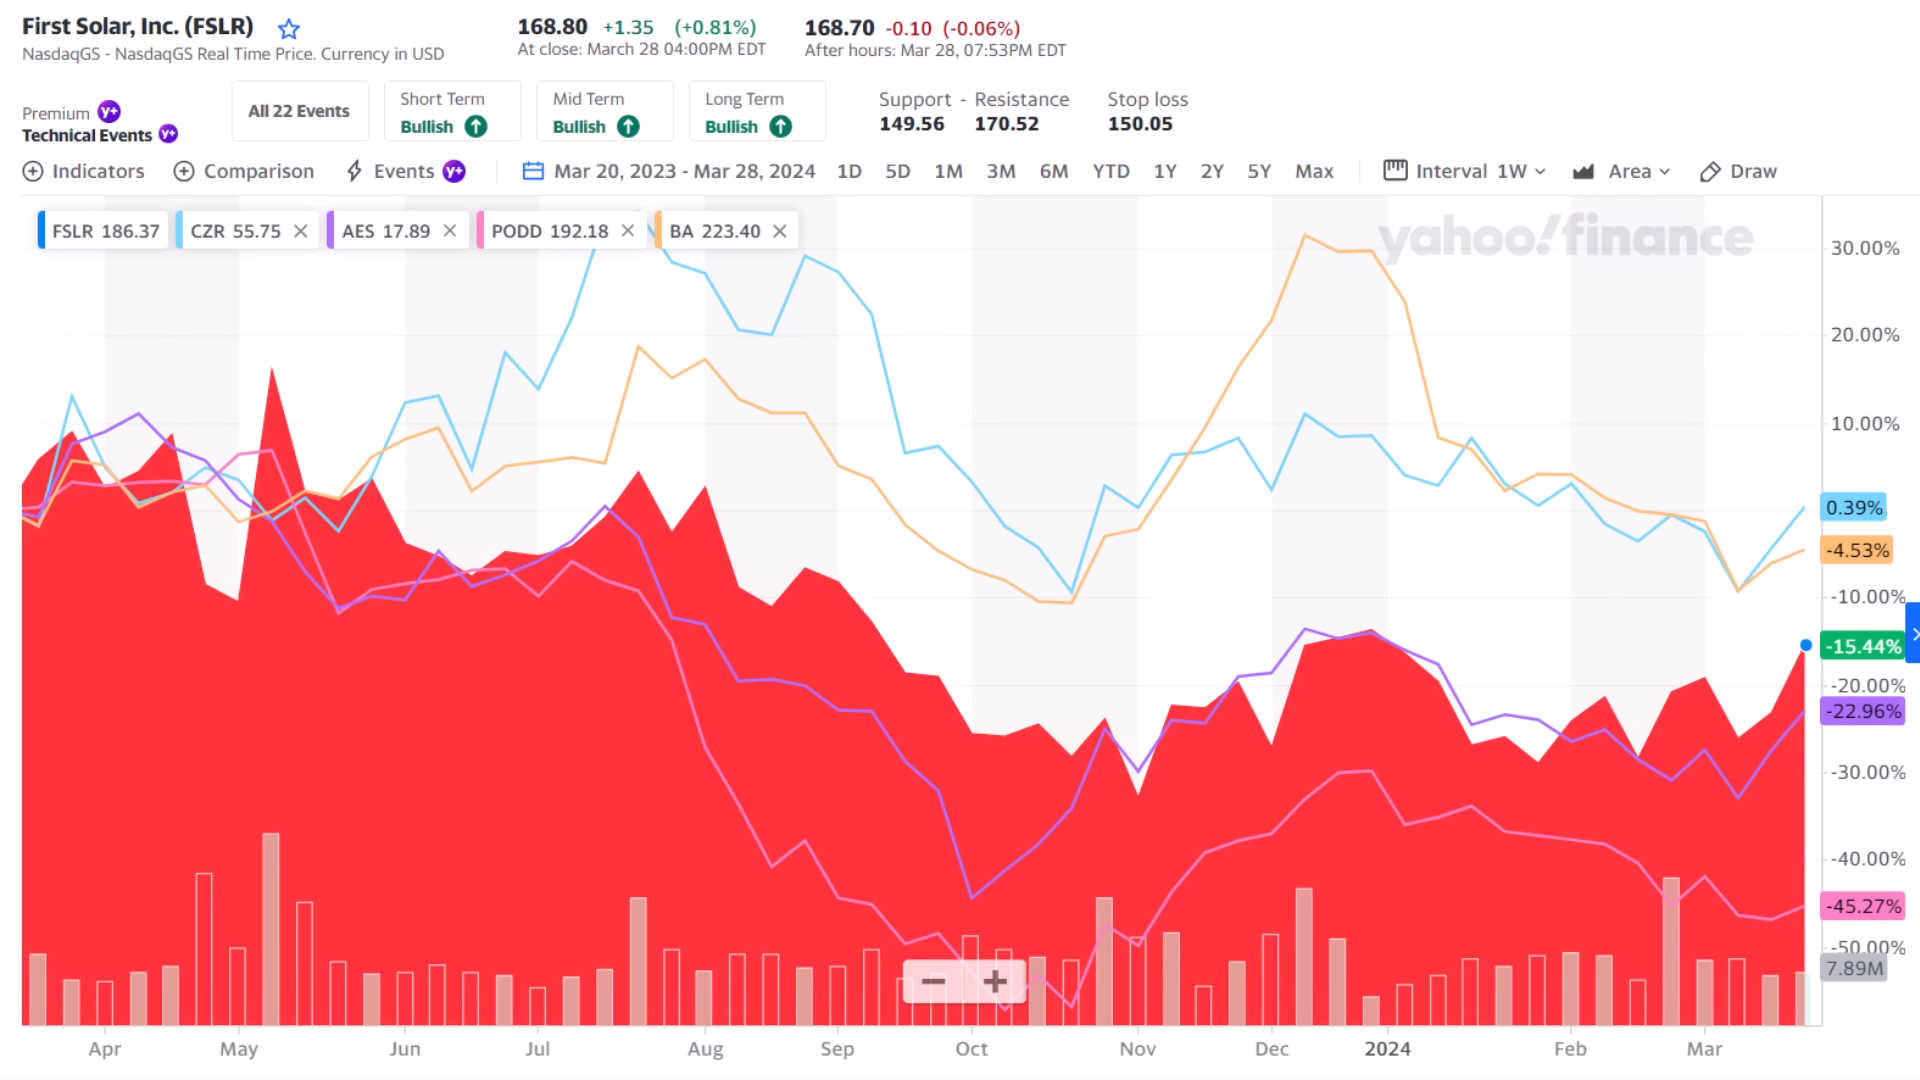 First Solar, Inc. (FSLR)
NasdaqGS - NasdaqGS Real Time Price. Currency in USD
168.80 +1.35 (+0.81%)
At close: March 28 04:00PM EDT
168.70 -0.10 (-0.06%)
After hours: Mar 28, 07:53PM EDT
Premium y+
Technical Events y+
All 22 Events
Short Term
Bullish
Mid Term
Bullish
Long Term
Bullish
Support - Resistance
149.56 170.52
Stop loss
150.05
Indicators Comparison Events y+ Mar 20, 2023 - Mar 28, 2024 1D 5D 1M 3M 6M YTD 1Y 2Y 5Y Max Interval 1W Area Draw
FSLR 186.37 CZR 55.75 AES 17.89 PODD 192.18 BA 223.40
yahoo!finance
30.00%
20.00%
10.00%
0.39%
-4.53%
-10.00%
-15.44%
-20.00%
-22.96%
-30.00%
-40.00%
-45.27%
-50.00%
7.89M
Apr May Jun Jul Aug Sep Oct Nov Dec 2024 Feb Mar